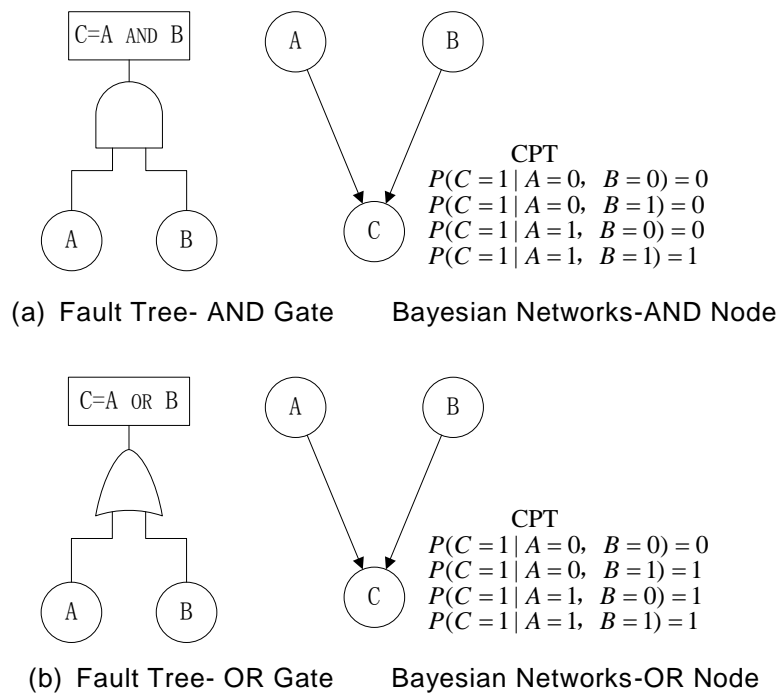 C=A AND B
A
B
A
B
C
CPT
P(C=1|A=0, B=0)=0
P(C=1|A=0, B=1)=0
P(C=1|A=1, B=0)=0
P(C=1|A=1, B=1)=1
(a) Fault Tree- AND Gate
Bayesian Networks-AND Node
C=A OR B
A
B
A
B
C
CPT
P(C=1|A=0, B=0)=0
P(C=1|A=0, B=1)=1
P(C=1|A=1, B=0)=1
P(C=1|A=1, B=1)=1
(b) Fault Tree- OR Gate
Bayesian Networks-OR Node